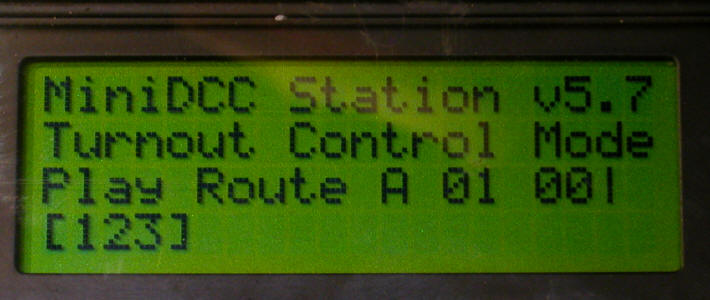 MiniDCC Station v5.7
Turnout Control Mode
Play Route A 01 00|
[123]